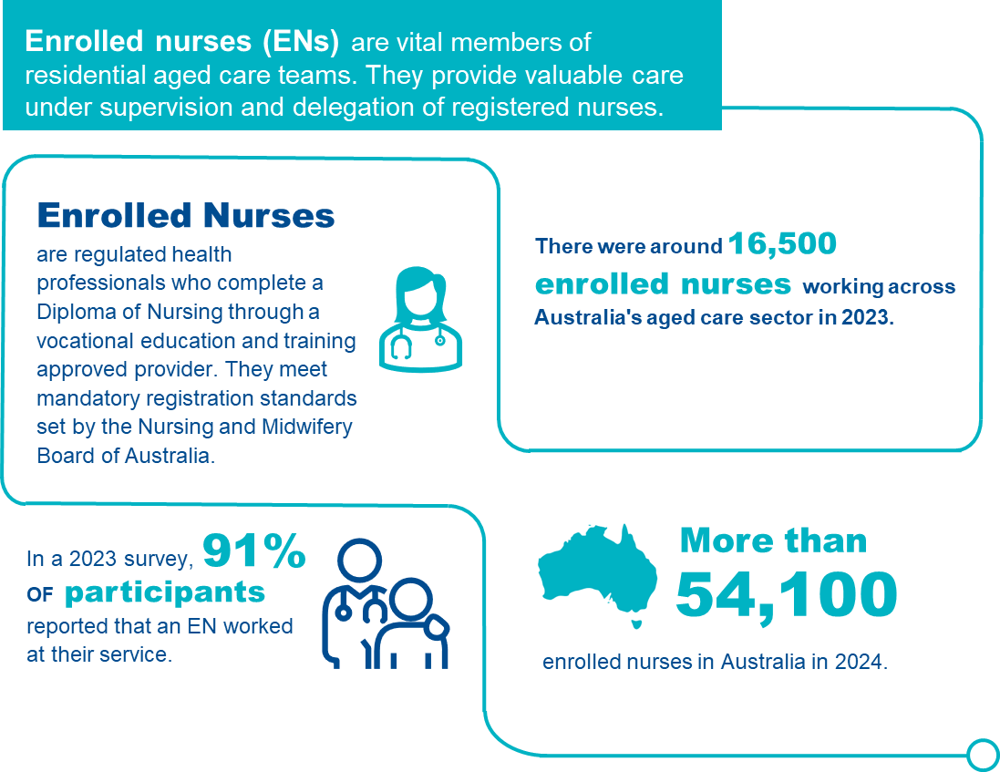 Enrolled nurses (ENs) are vital members of
residential aged care teams. They provide valuable care
under supervision and delegation of registered nurses.
Enrolled Nurses
are regulated health
professionals who complete a
Diploma of Nursing through a
vocational education and training
approved provider. They meet
mandatory registration standards
set by the Nursing and Midwifery
Board of Australia.
There were around 16,500
enrolled nurses working across
Australia's aged care sector in 2023.
In a 2023 survey, 91%
OF participants
reported that an EN worked
at their service.
More than
54,100
enrolled nurses in Australia in 2024.